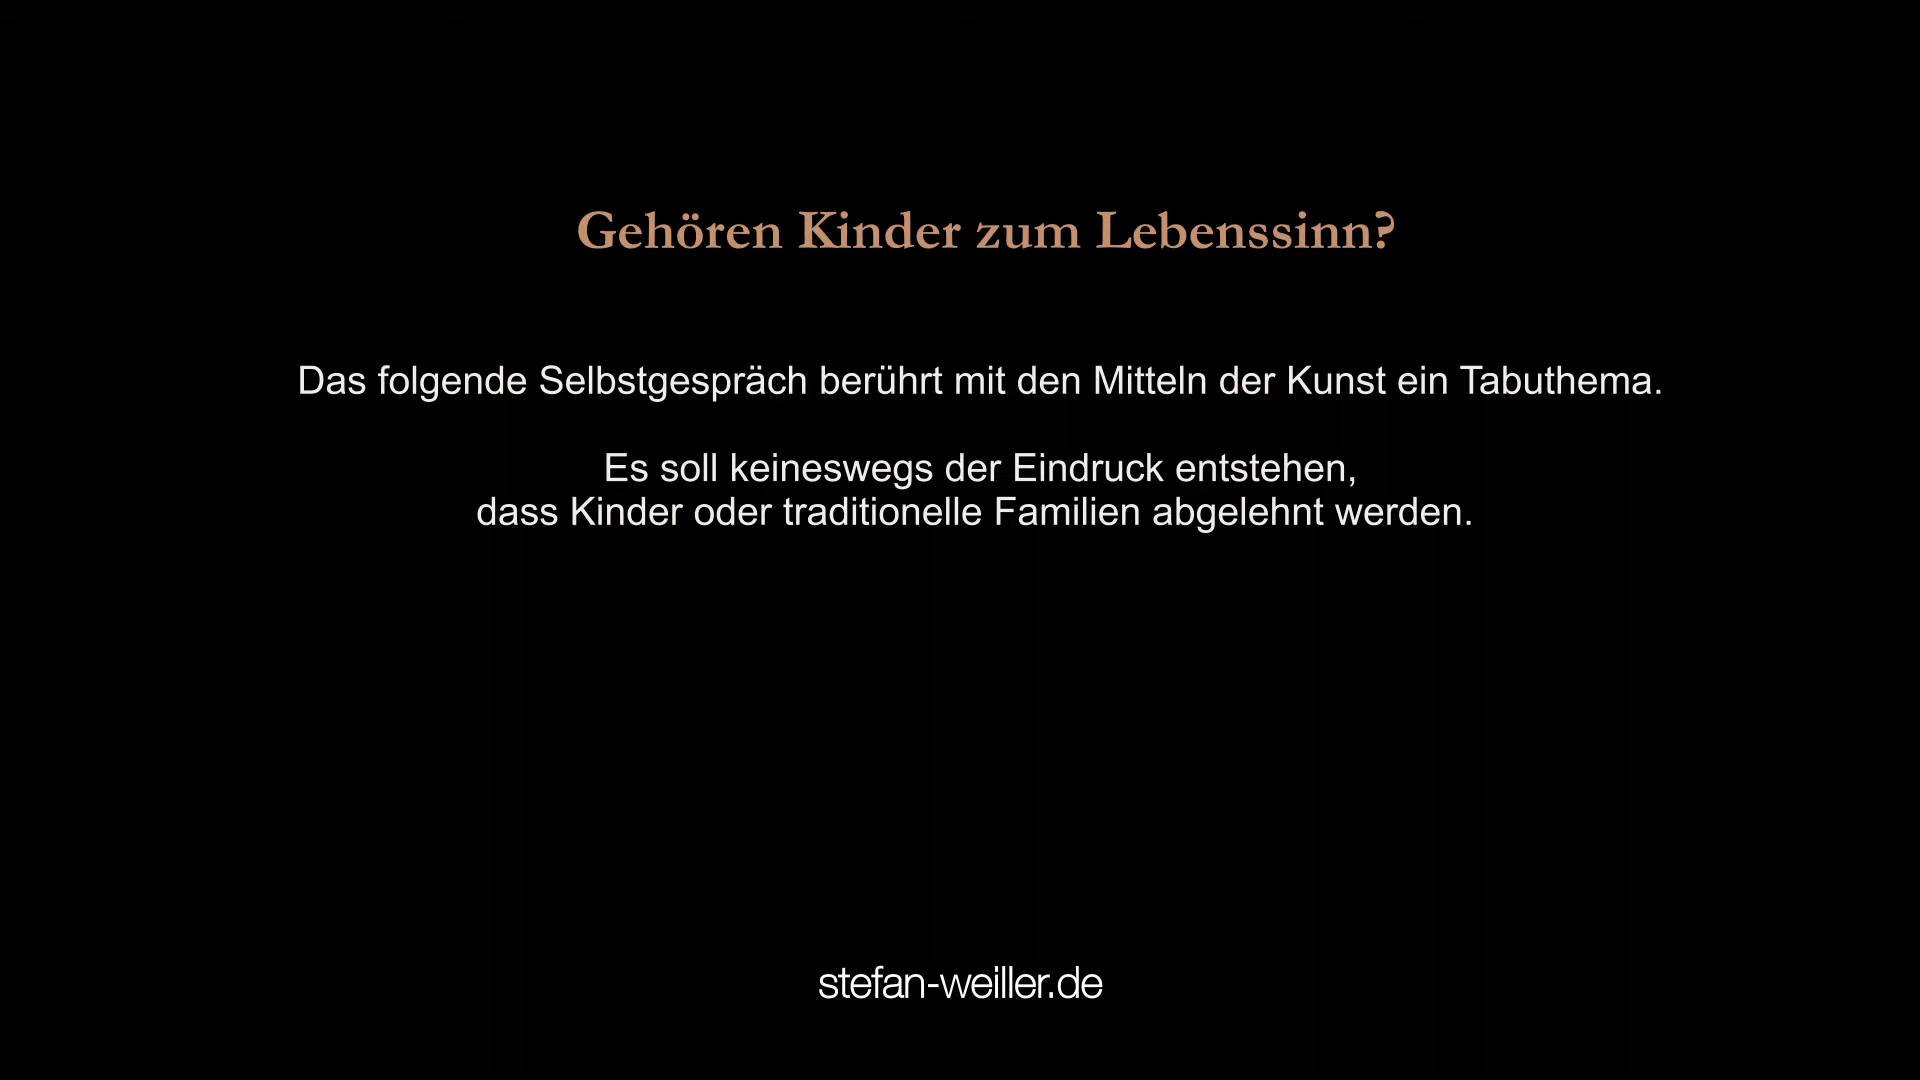 Gehören Kinder zum Lebenssinn?
Das folgende Selbstgespräch berührt mit den Mitteln der Kunst ein Tabuthema.
Es soll keineswegs der Eindruck entstehen,
dass Kinder oder traditionelle Familien abgelehnt werden.
stefan-weiller.de